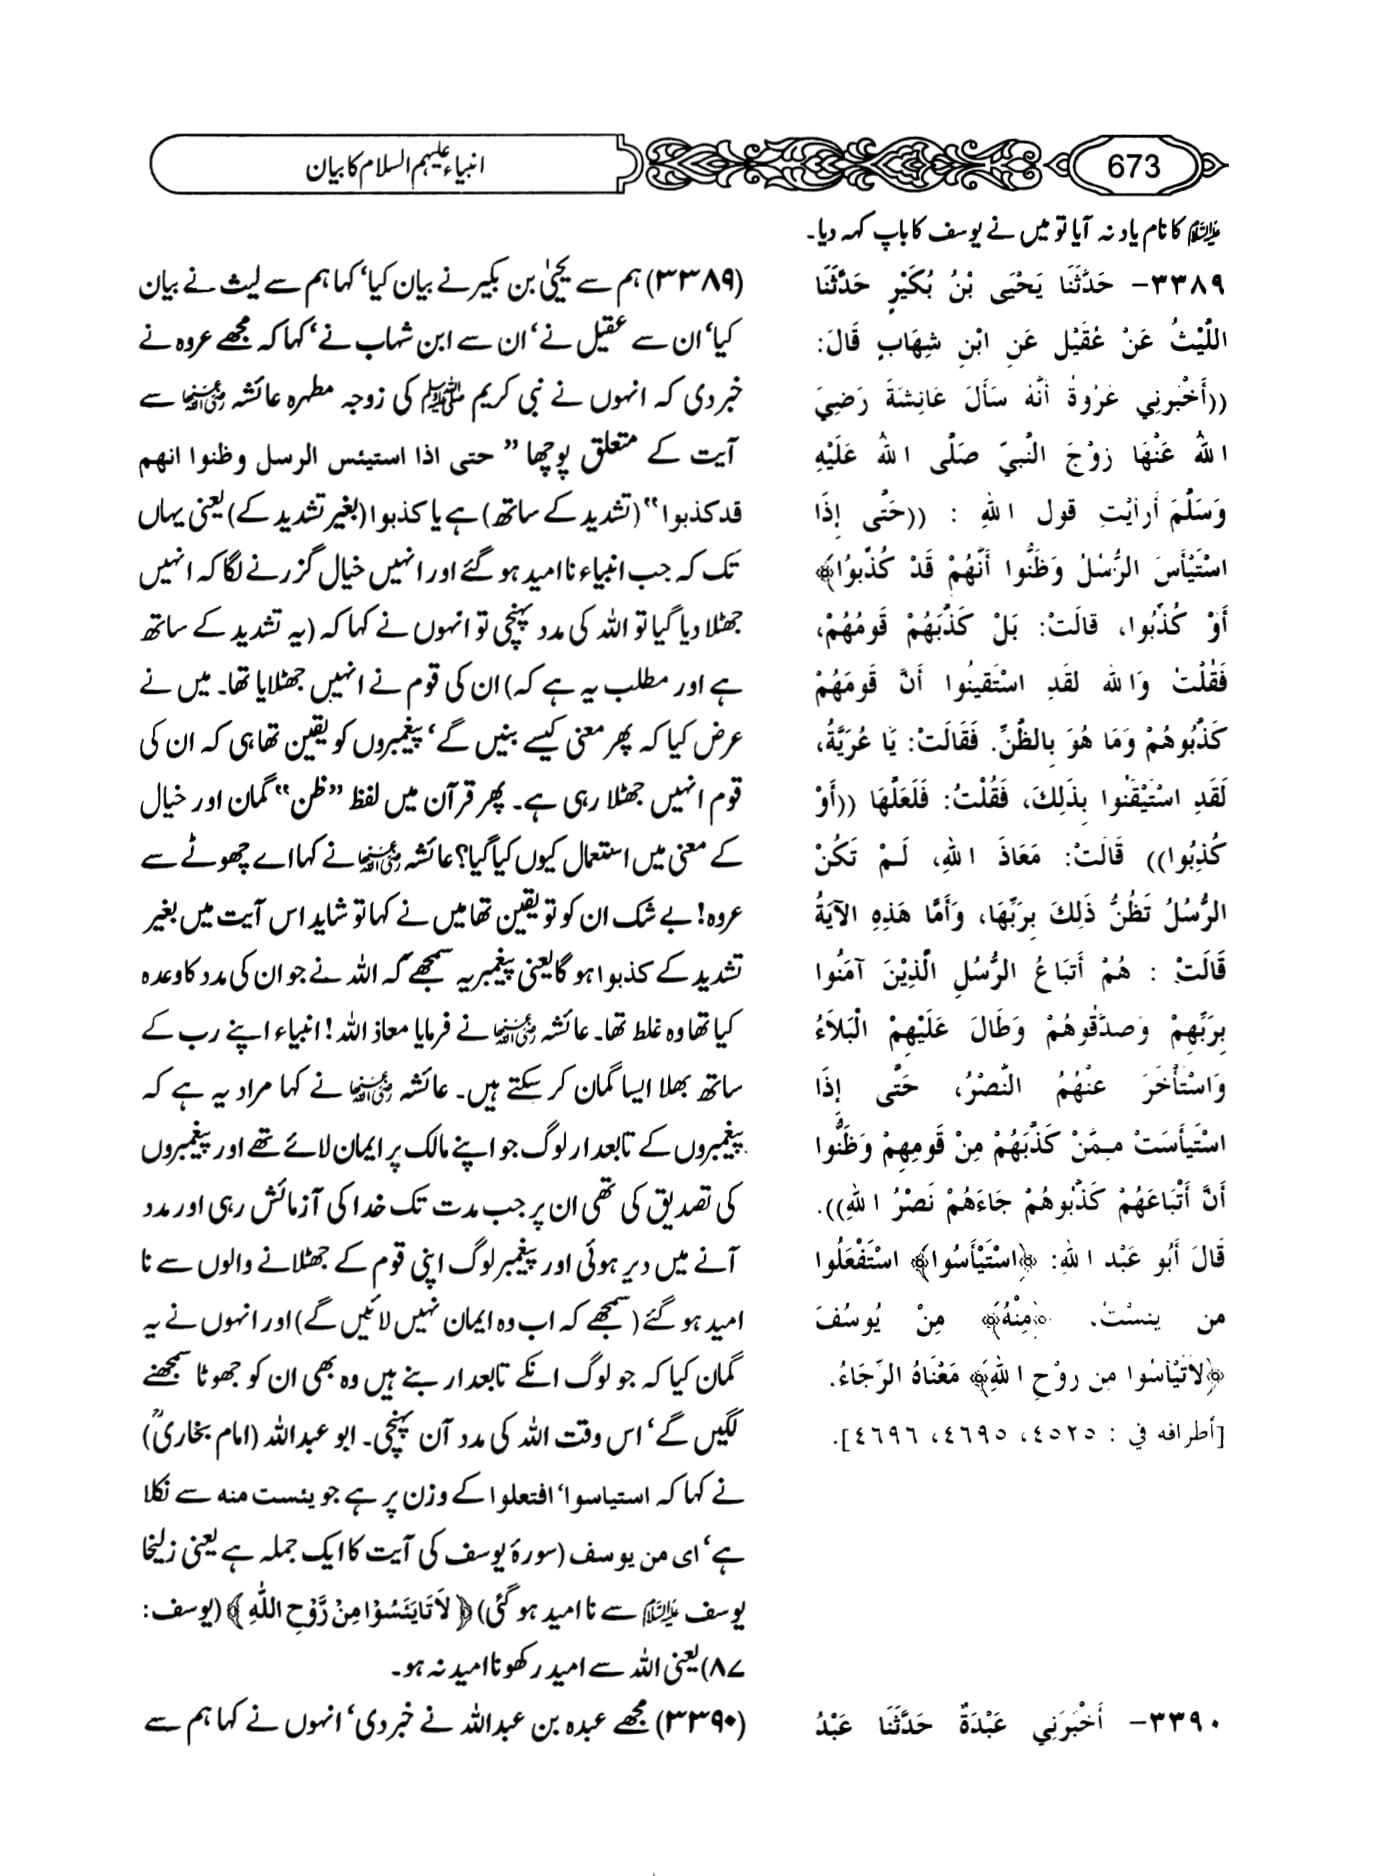 انبیاء علیہم السلام کا بیان
673
علیہ السلام کا نام یاد نہ آیا تو میں نے یوسف کا باپ کہہ دیا۔
٣٣٨٩– حَدَّثَنَا يَحْيَى بْنُ بُكَيْرٍ حَدَّثَنَا
اللَّيْثُ عَنْ عُقَيْلٍ عَنِ ابْنِ شِهَابٍ قَالَ:
((أَخْبَرَنِي عُرْوَةُ أَنَّهُ سَأَلَ عَائِشَةَ رَضِيَ
اللهُ عَنْهَا زَوْجَ النَّبِيِّ صَلَّى اللهُ عَلَيْهِ
وَسَلَّمَ أَرَأَيْتِ قَولَ اللهِ : ((حَتَّى إِذَا
اسْتَيْأَسَ الرُّسُلُ وَظَنُّوا أَنَّهُمْ قَدْ كُذِّبُوا﴾
أَوْ كُذِبُوا، قَالَتْ: بَلْ كَذَّبَهُمْ قَومُهُمْ،
فَقُلْتُ وَاللهِ لَقَدِ اسْتَيقَنُوا أَنَّ قَومَهُمْ
كَذَّبُوهُمْ وَمَا هُوَ بِالظَّنِّ. فَقَالَتْ: يَا عُرَيَّةُ،
لَقَدِ اسْتَيْقَنُوا بِذَلِكَ، فَقُلْتُ: فَلَعَلَّهَا ((أَوْ
كُذِبُوا)) قَالَتْ: مَعَاذَ اللهِ، لَمْ تَكُنْ
الرُّسُلُ تَظُنُّ ذَلِكَ بِرَبِّهَا، وَأَمَّا هَذِهِ الآيَةُ
قَالَتْ : هُمْ أَتبَاعُ الرُّسُلِ الَّذِيْنَ آمَنُوا
بِرَبِّهِمْ وَصَدَّقُوهُمْ وَطَالَ عَلَيْهِمْ الْبَلاَءُ
وَاسْتَأْخَرَ عَنْهُمُ النَّصْرُ، حَتَّى إِذَا
اسْتَيأَسَتْ مِمَّنْ كَذَّبَهُمْ مِنْ قَومِهِمْ وَظَنُّوا
أَنَّ أَتْبَاعَهُمْ كَذَّبُوهُمْ جَاءَهُمْ نَصْرُ اللهِ)).
قَالَ أَبُو عَبْدِ اللهِ: ﴿اسْتَيْأَسُوا﴾ اسْتَفْعَلُوا
مِن يَئِسْتُ. ﴿مِنْهُ﴾ مِنْ يُوسُفَ
﴿لاَ تَيْأَسُوا مِن رَوْحِ اللهِ﴾ مَعْنَاهُ الرَّجَاءُ.
[أطرافه في : ٤٥٢٥، ٤٦٩٥، ٤٦٩٦].
٣٣٩٠– أَخْبَرَنِي عَبْدَةُ حَدَّثَنَا عَبْدُ
(۳۳۸۹) ہم سے یحییٰ بن بکیر نے بیان کیا‘ کہا ہم سے لیث نے بیان
کیا‘ ان سے عقیل نے‘ ان سے ابن شہاب نے‘ کہا کہ مجھے عروہ نے
خبر دی کہ انہوں نے نبی کریم ﷺ کی زوجہ مطہرہ عائشہ رضی اللہ عنہا سے
آیت کے متعلق پوچھا ’’ حتی اذا استیئس الرسل وظنوا انھم
قد کذبوا‘‘ (تشدید کے ساتھ) ہے یا کذبوا (بغیر تشدید کے) یعنی یہاں
تک کہ جب انبیاء ناامید ہو گئے اور انہیں خیال گزرنے لگا کہ انہیں
جھٹلا دیا گیا تو اللہ کی مدد پہنچی تو انہوں نے کہا کہ (یہ تشدید کے ساتھ
ہے اور مطلب یہ ہے کہ) ان کی قوم نے انہیں جھٹلایا تھا۔ میں نے
عرض کیا کہ پھر معنی کیسے بنیں گے‘ پیغمبروں کو یقین تھا ہی کہ ان کی
قوم انہیں جھٹلا رہی ہے۔ پھر قرآن میں لفظ ’’ظن‘‘ گمان اور خیال
کے معنی میں استعمال کیوں کیا گیا؟ عائشہ رضی اللہ عنہا نے کہا اے چھوٹے سے
عروہ! بے شک ان کو تو یقین تھا میں نے کہا تو شاید اس آیت میں بغیر
تشدید کے کذبوا ہو گا یعنی پیغمبر یہ سمجھے کہ اللہ نے جو ان کی مدد کا وعدہ
کیا تھا وہ غلط تھا۔ عائشہ رضی اللہ عنہا نے فرمایا معاذ اللہ! انبیاء اپنے رب کے
ساتھ بھلا ایسا گمان کر سکتے ہیں۔ عائشہ رضی اللہ عنہا نے کہا مراد یہ ہے کہ
پیغمبروں کے تابعدار لوگ جو اپنے مالک پر ایمان لائے تھے اور پیغمبروں
کی تصدیق کی تھی ان پر جب مدت تک خدا کی آزمائش رہی اور مدد
آنے میں دیر ہوئی اور پیغمبر لوگ اپنی قوم کے جھٹلانے والوں سے نا
امید ہو گئے (سمجھے کہ اب وہ ایمان نہیں لائیں گے) اور انہوں نے یہ
گمان کیا کہ جو لوگ انکے تابعدار بنے ہیں وہ بھی ان کو جھوٹا سمجھنے
لگیں گے‘ اس وقت اللہ کی مدد آن پہنچی۔ ابو عبداللہ (امام بخاریؒ)
نے کہا کہ استیاسوا‘ افتعلوا کے وزن پر ہے جو یئست منہ سے نکلا
ہے‘ ای من یوسف (سورۂ یوسف کی آیت کا ایک جملہ ہے یعنی زلیخا
یوسف علیہ السلام سے نا امید ہو گئی) ﴿ لَا تَایْئَسُوْا مِنْ رَّوْحِ اللّٰهِ ﴾ (یوسف:
۸۷) یعنی اللہ سے امید رکھو ناامید نہ ہو۔
(۳۳۹۰) مجھے عبدہ بن عبداللہ نے خبر دی‘ انہوں نے کہا ہم سے